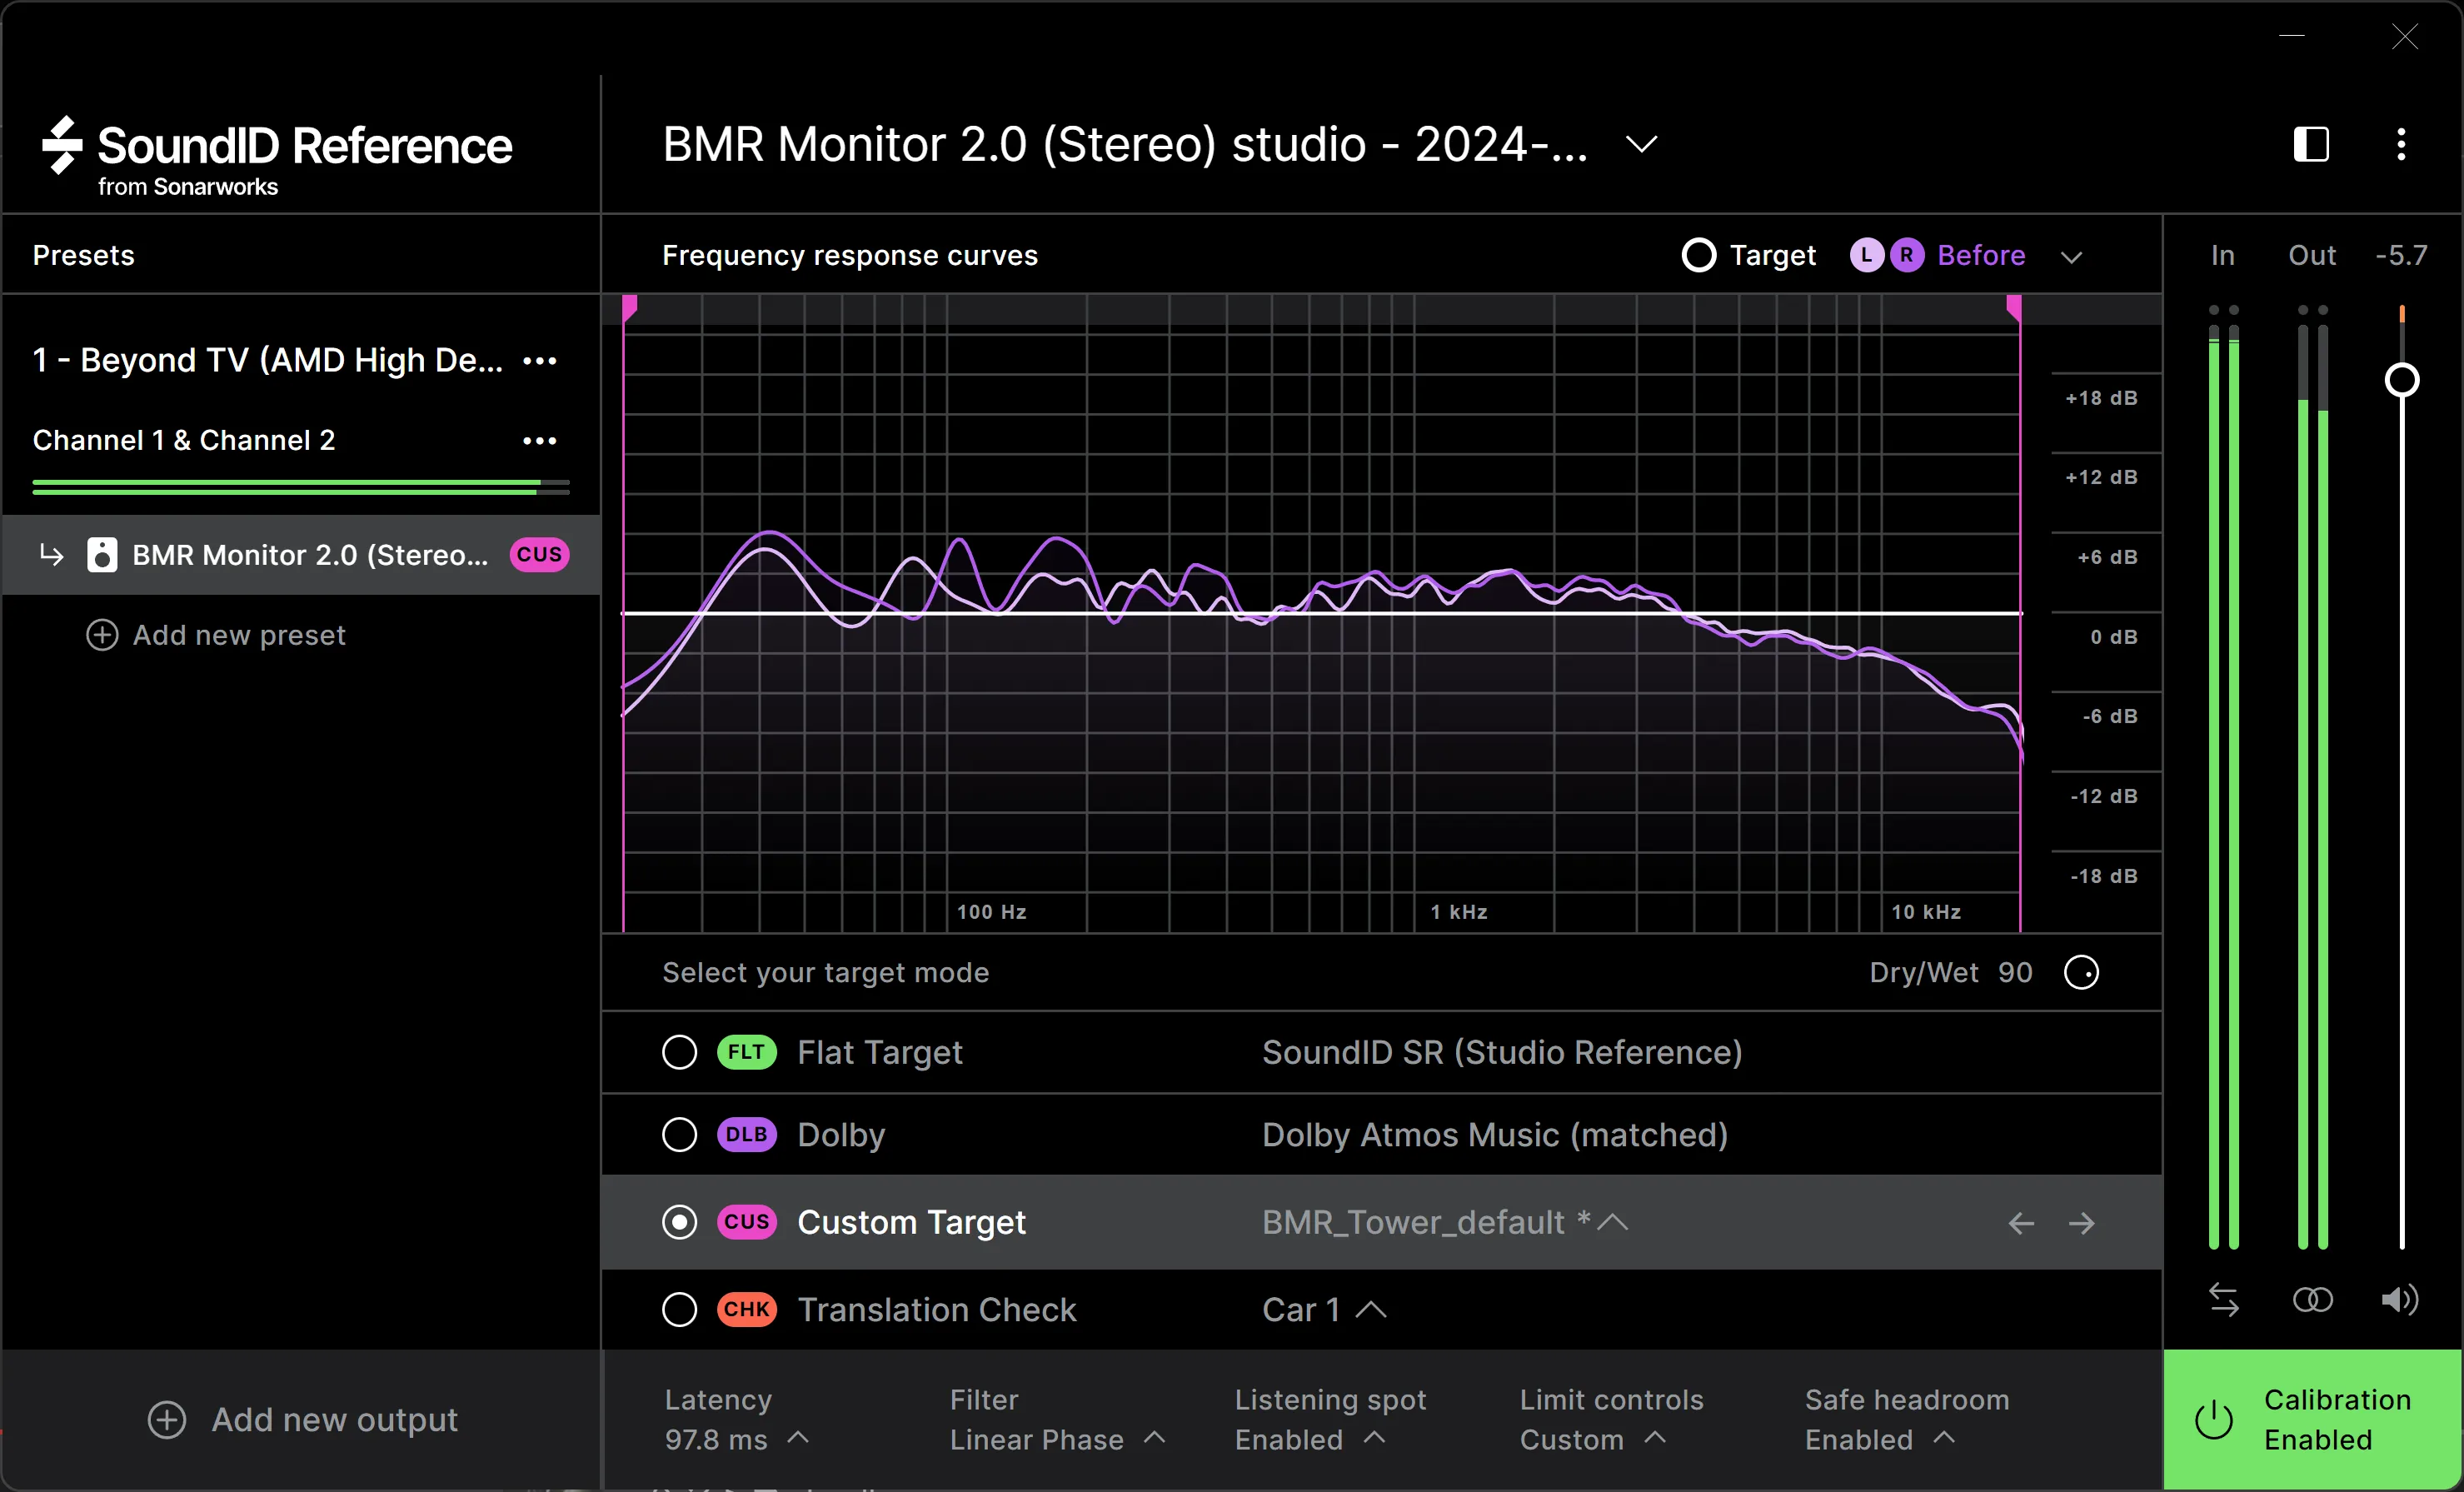 SoundID Reference
from Sonarworks
BMR Monitor 2.0 (Stereo) studio - 2024-...
Presets
Frequency response curves
Target
L
R
Before
In
Out
-5.7
1 - Beyond TV (AMD High De...
Channel 1 & Channel 2
BMR Monitor 2.0 (Stereo...
CUS
Add new preset
+18 dB
+12 dB
+6 dB
0 dB
-6 dB
-12 dB
-18 dB
100 Hz
1 kHz
10 kHz
Select your target mode
Dry/Wet 90
FLT
Flat Target
SoundID SR (Studio Reference)
DLB
Dolby
Dolby Atmos Music (matched)
CUS
Custom Target
BMR_Tower_default *
CHK
Translation Check
Car 1
Add new output
Latency
97.8 ms
Filter
Linear Phase
Listening spot
Enabled
Limit controls
Custom
Safe headroom
Enabled
Calibration
Enabled